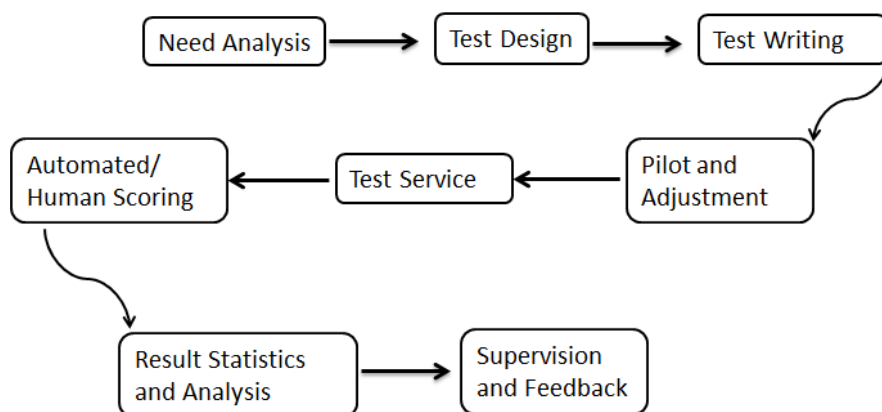 Need Analysis
Test Design
Test Writing
Automated/
Human Scoring
Test Service
Pilot and
Adjustment
Result Statistics
and Analysis
Supervision
and Feedback